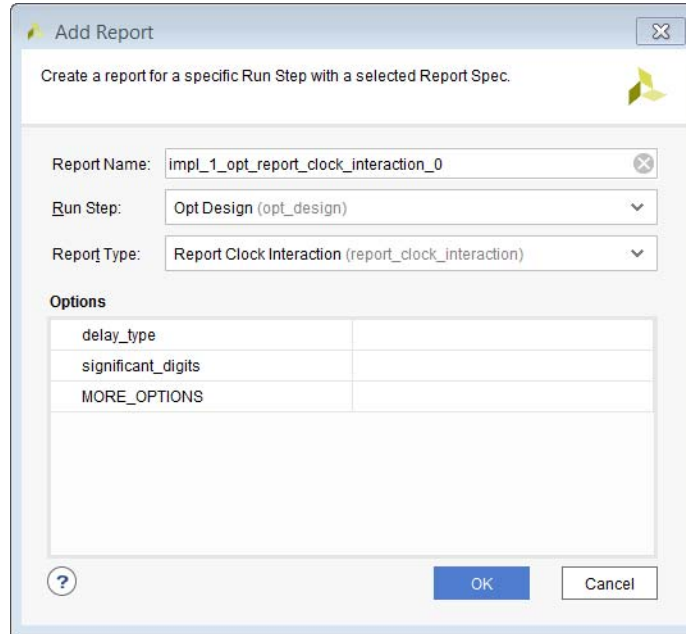 Add Report
Create a report for a specific Run Step with a selected Report Spec.
Report Name: impl_1_opt_report_clock_interaction_0
Run Step: Opt Design (opt_design)
Report Type: Report Clock Interaction (report_clock_interaction)
Options
delay_type
significant_digits
MORE_OPTIONS
? OK Cancel